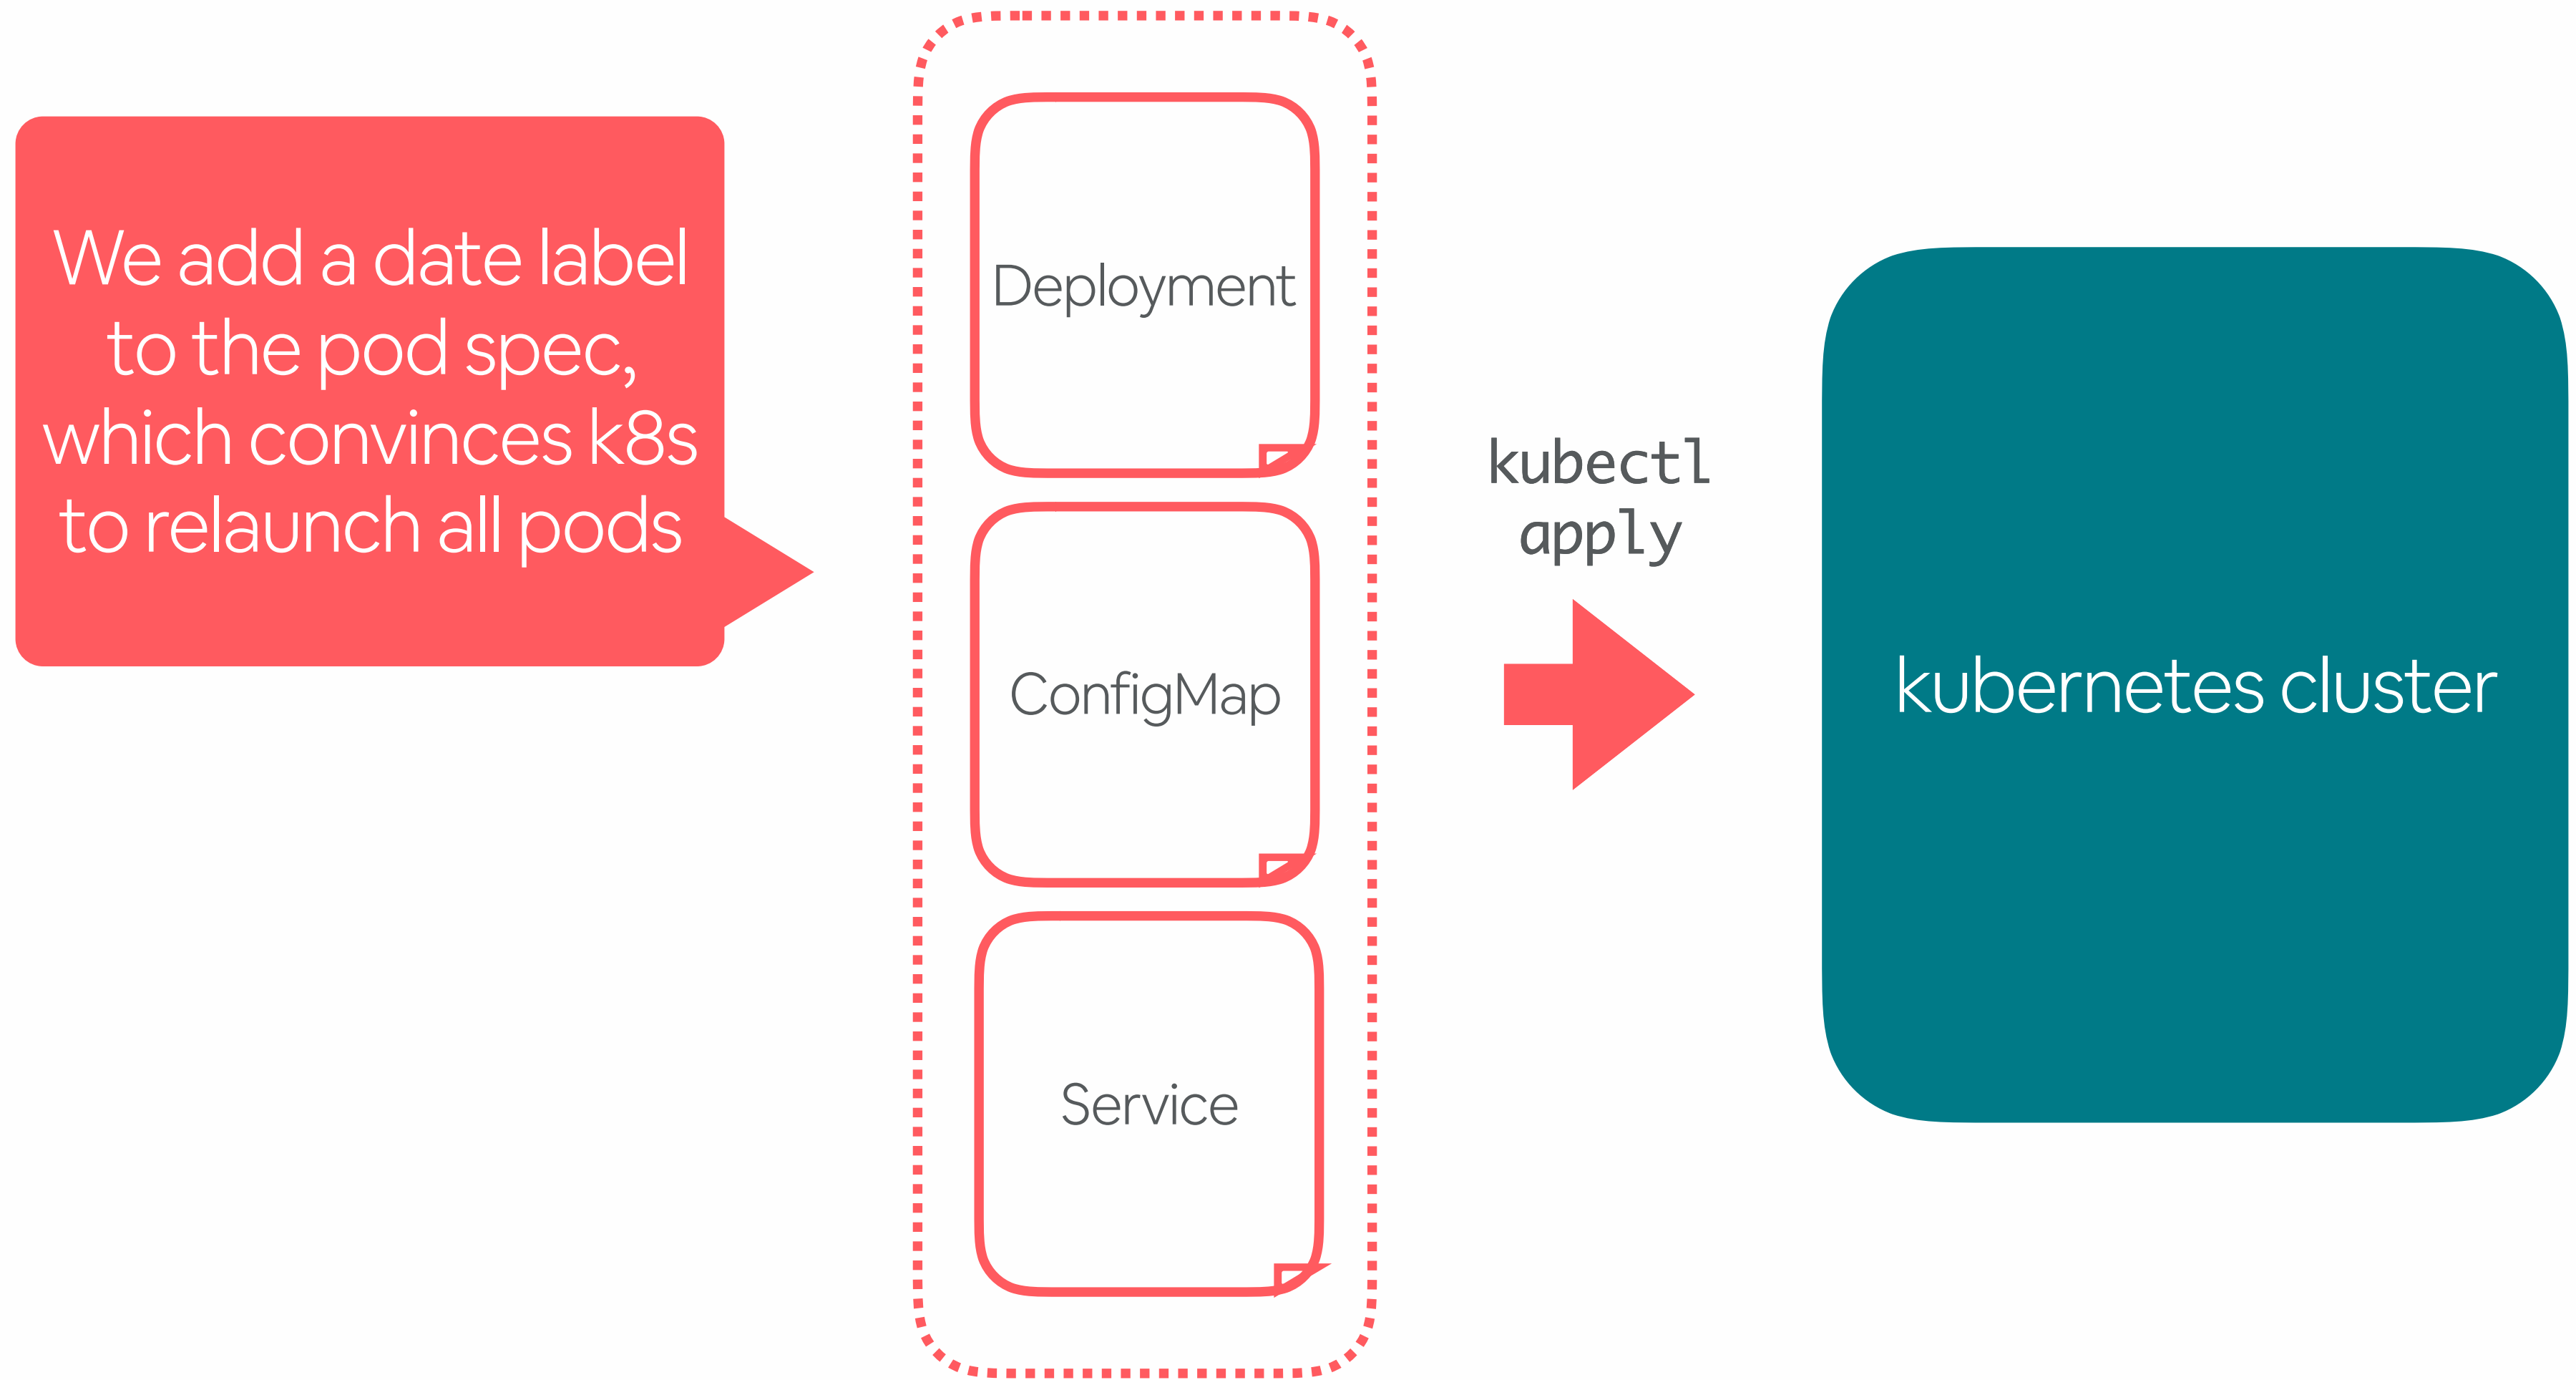 We add a date label
to the pod spec,
which convinces k8s
to relaunch all pods
Deployment
ConfigMap
Service
kubectl
apply
kubernetes cluster